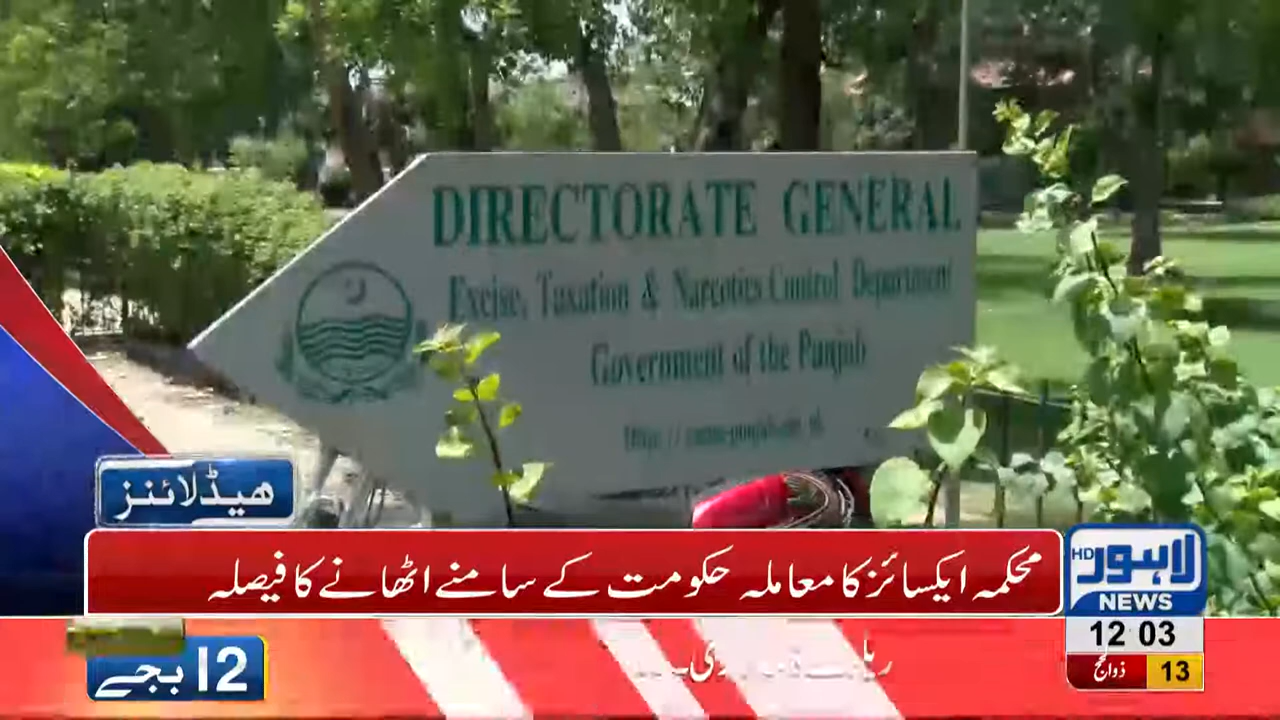 DIRECTORATE GENERAL
Excise, Taxation & Narcotics Control Department
Government of the Punjab
ہیڈلائنز
محکمہ ایکسائز کا معاملہ حکومت کے سامنے اٹھانے کا فیصلہ
HD لاہور
NEWS
12 03
ذوالحج 13
12 بجے